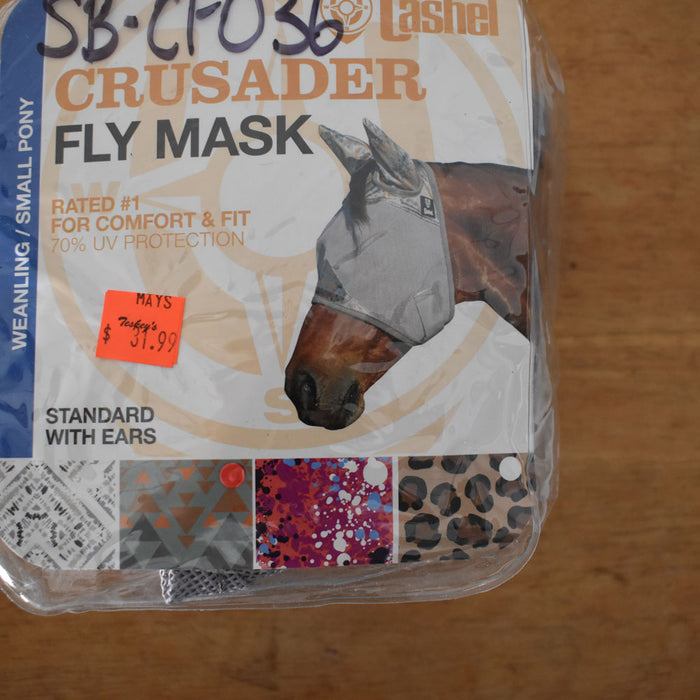 SB-CF036
Cashel
CRUSADER
FLY MASK
WEANLING / SMALL PONY
RATED #1
FOR COMFORT & FIT
70% UV PROTECTION
MAYS
Teskey's
$ 31.99
STANDARD
WITH EARS